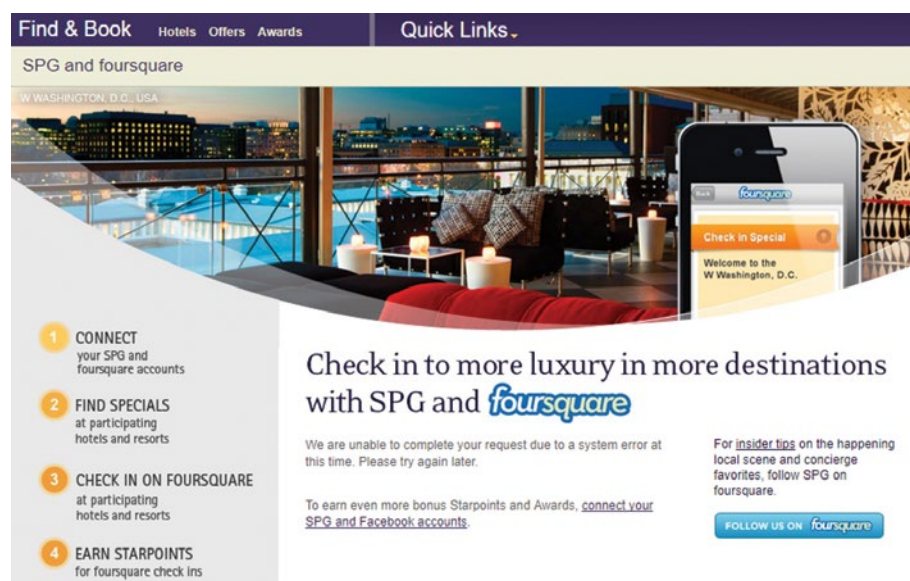 Find & Book Hotels Offers Awards Quick Links
SPG and foursquare
W WASHINGTON, D.C., USA
Back foursquare
Check in Special
Welcome to the
W Washington, D.C.
1 CONNECT
your SPG and
foursquare accounts
2 FIND SPECIALS
at participating
hotels and resorts
3 CHECK IN ON FOURSQUARE
at participating
hotels and resorts
4 EARN STARPOINTS
for foursquare check ins
Check in to more luxury in more destinations
with SPG and foursquare
We are unable to complete your request due to a system error at
this time. Please try again later.
To earn even more bonus Starpoints and Awards, connect your
SPG and Facebook accounts.
For insider tips on the happening
local scene and concierge
favorites, follow SPG on
foursquare.
FOLLOW US ON foursquare